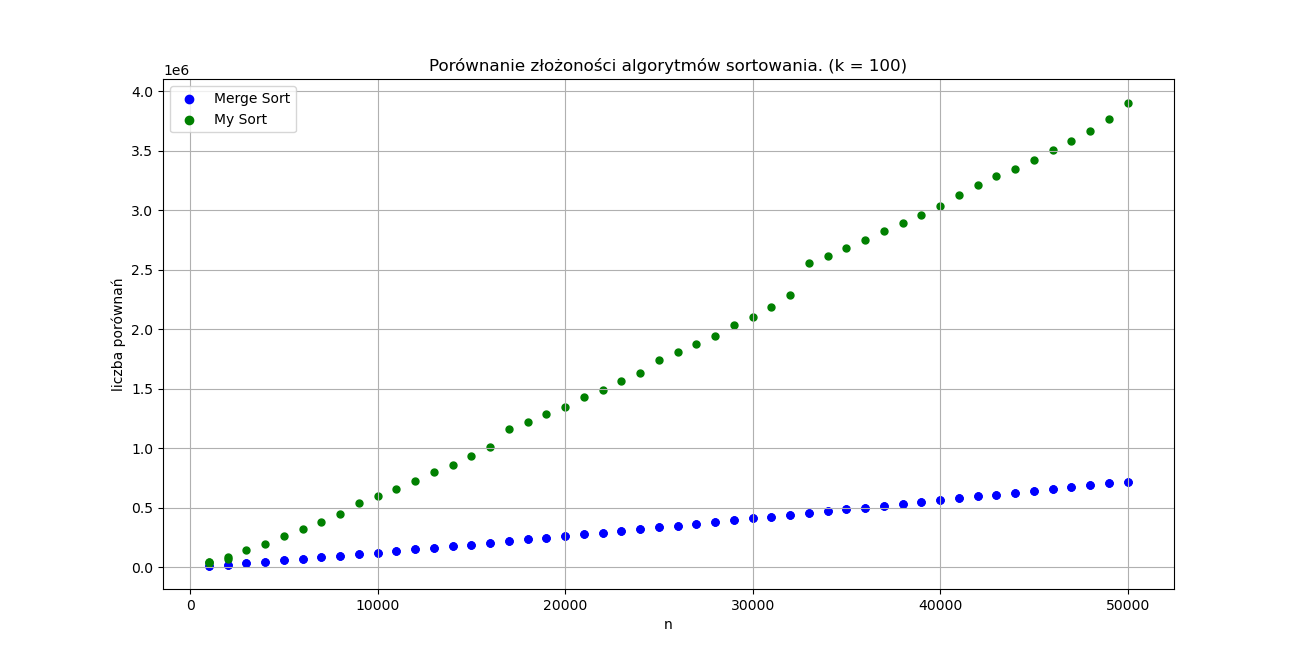 Porównanie złożoności algorytmów sortowania. (k = 100)
1e6
Merge Sort
My Sort
4.0
3.5
3.0
2.5
2.0
1.5
1.0
0.5
0.0
liczba porównań
0 10000 20000 30000 40000 50000
n